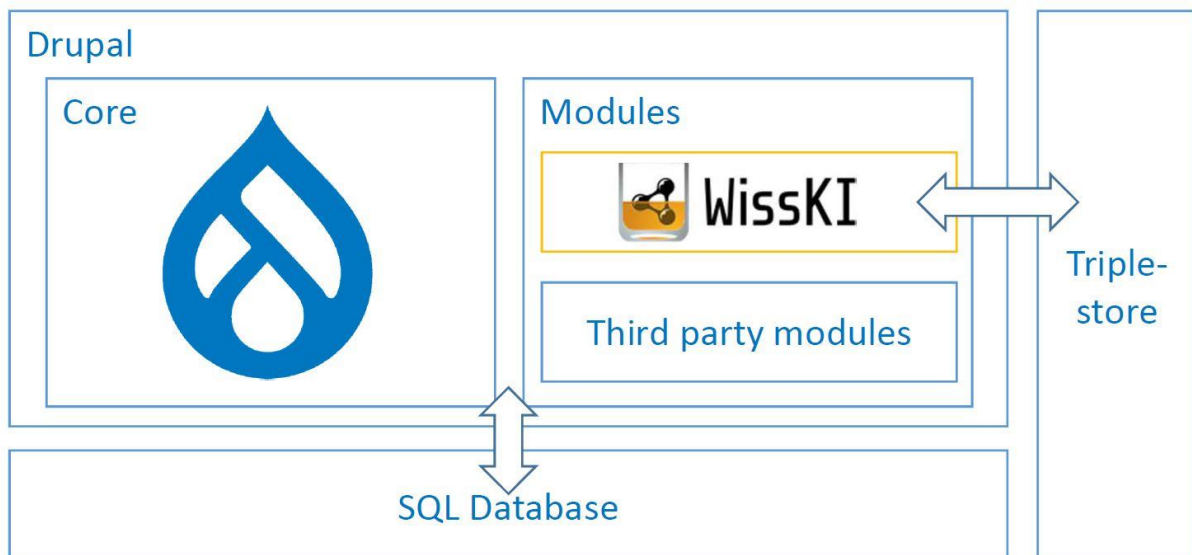 Drupal
Core
Modules
WissKI
Third party modules
Triple-
store
SQL Database